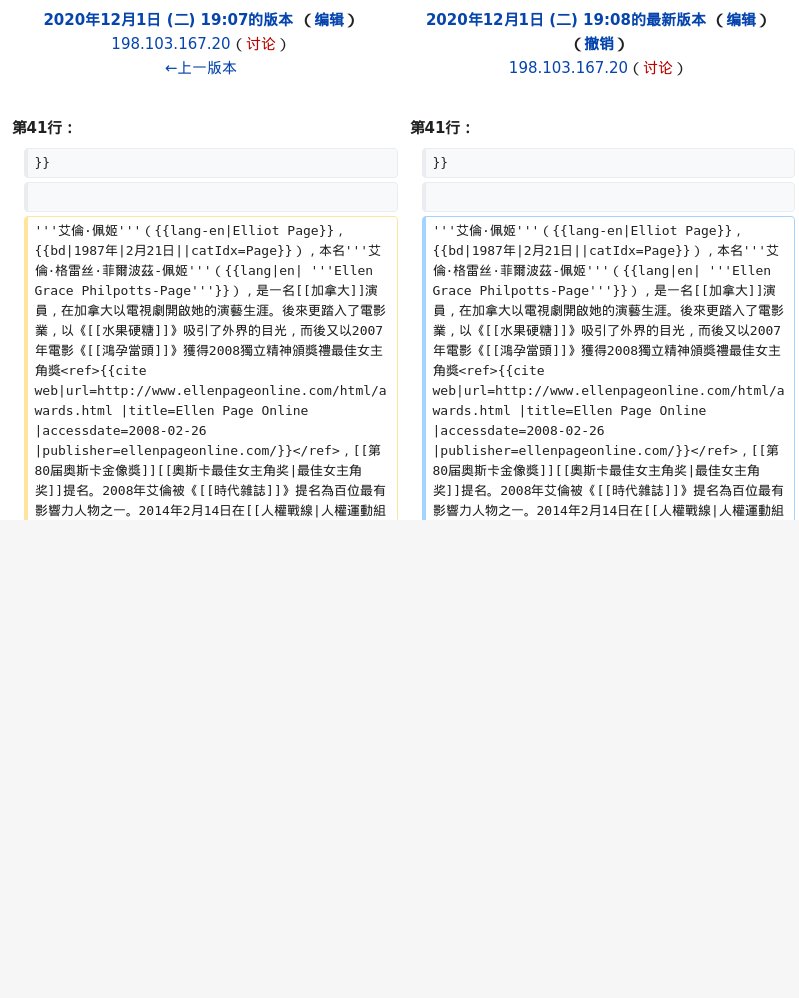 2020年12月1日 (二) 19:07的版本 （编辑）
198.103.167.20（讨论）
←上一版本
第41行：
}}
'''艾倫·佩姬'''（{{lang-en|Elliot Page}}，
{{bd|1987年|2月21日||catIdx=Page}}），本名'''艾
倫·格雷丝·菲爾波茲-佩姬'''（{{lang|en| '''Ellen
Grace Philpotts-Page'''}}），是一名[[加拿大]]演
員，在加拿大以電視劇開啟她的演藝生涯。後來更踏入了電影
業，以《[[水果硬糖]]》吸引了外界的目光，而後又以2007
年電影《[[鴻孕當頭]]》獲得2008獨立精神頒獎禮最佳女主
角獎<ref>{{cite
web|url=http://www.ellenpageonline.com/html/a
wards.html |title=Ellen Page Online
|accessdate=2008-02-26
|publisher=ellenpageonline.com/}}</ref>，[[第
80届奥斯卡金像獎]][[奧斯卡最佳女主角奖|最佳女主角
奖]]提名。2008年艾倫被《[[時代雜誌]]》提名為百位最有
影響力人物之一。2014年2月14日在[[人權戰線|人權運動組
2020年12月1日 (二) 19:08的最新版本 （编辑）
（撤销）
198.103.167.20（讨论）
第41行：
}}
'''艾倫·佩姬'''（{{lang-en|Elliot Page}}，
{{bd|1987年|2月21日||catIdx=Page}}），本名'''艾
倫·格雷丝·菲爾波茲-佩姬'''（{{lang|en| '''Ellen
Grace Philpotts-Page'''}}），是一名[[加拿大]]演
員，在加拿大以電視劇開啟她的演藝生涯。後來更踏入了電影
業，以《[[水果硬糖]]》吸引了外界的目光，而後又以2007
年電影《[[鴻孕當頭]]》獲得2008獨立精神頒獎禮最佳女主
角獎<ref>{{cite
web|url=http://www.ellenpageonline.com/html/a
wards.html |title=Ellen Page Online
|accessdate=2008-02-26
|publisher=ellenpageonline.com/}}</ref>，[[第
80届奥斯卡金像獎]][[奧斯卡最佳女主角奖|最佳女主角
奖]]提名。2008年艾倫被《[[時代雜誌]]》提名為百位最有
影響力人物之一。2014年2月14日在[[人權戰線|人權運動組